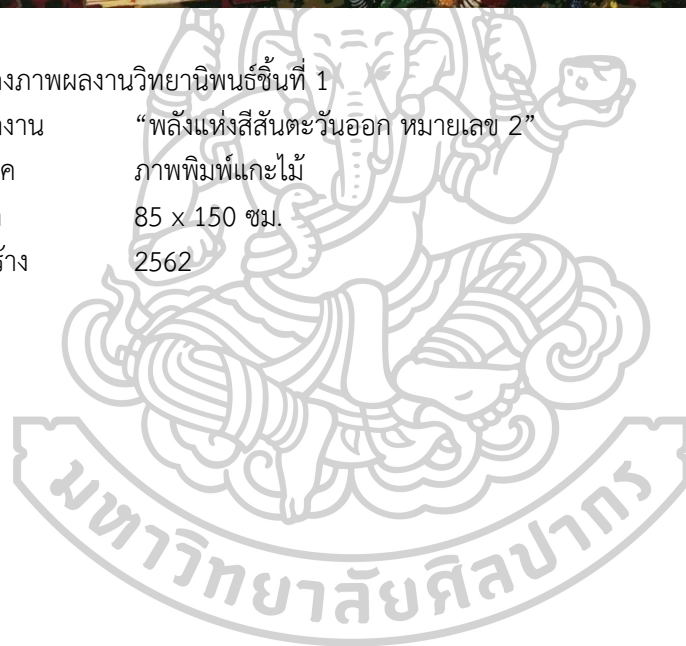 งภาพผลงานวิทยานิพนธ์ชิ้นที่ 1
งาน “พลังแห่งสีสันตะวันออก หมายเลข 2”
ค ภาพพิมพ์แกะไม้
85 x 150 ซม.
ร้าง 2562
มหาวิทยาลัยศิลปากร